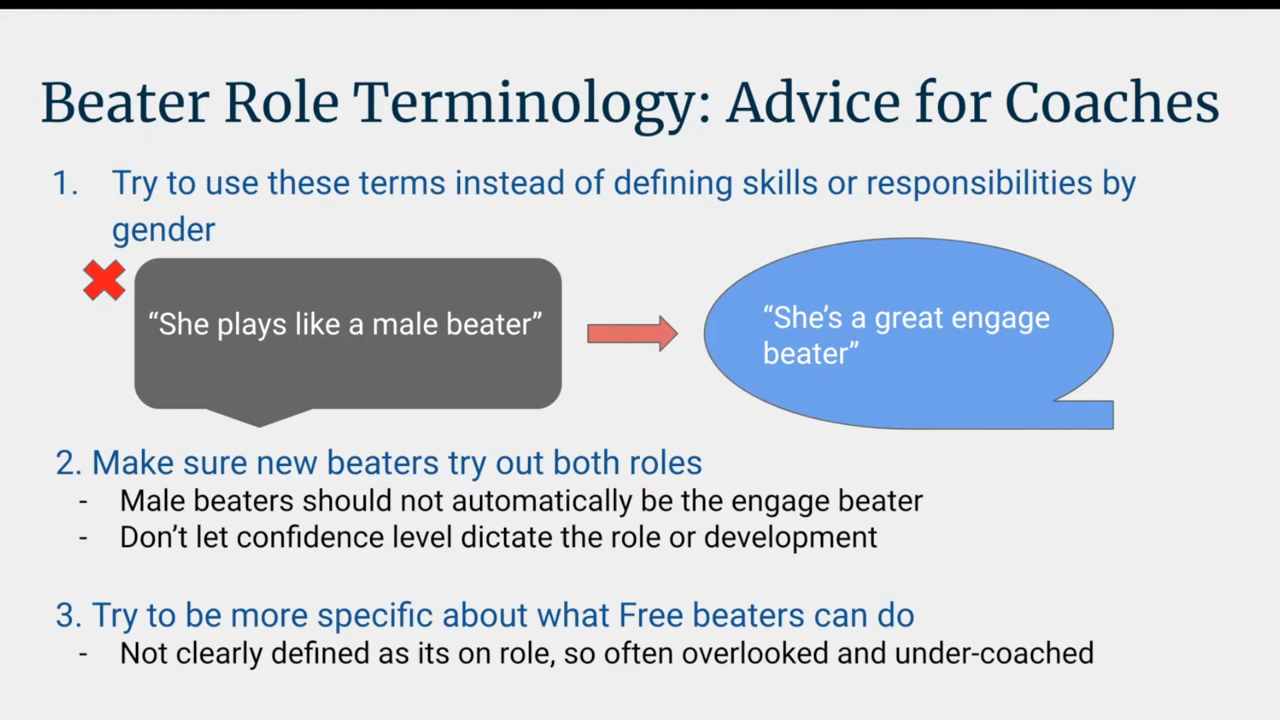 Beater Role Terminology: Advice for Coaches
1. Try to use these terms instead of defining skills or responsibilities by
gender
“She plays like a male beater”
“She’s a great engage
beater”
2. Make sure new beaters try out both roles
- Male beaters should not automatically be the engage beater
- Don’t let confidence level dictate the role or development
3. Try to be more specific about what Free beaters can do
- Not clearly defined as its on role, so often overlooked and under-coached